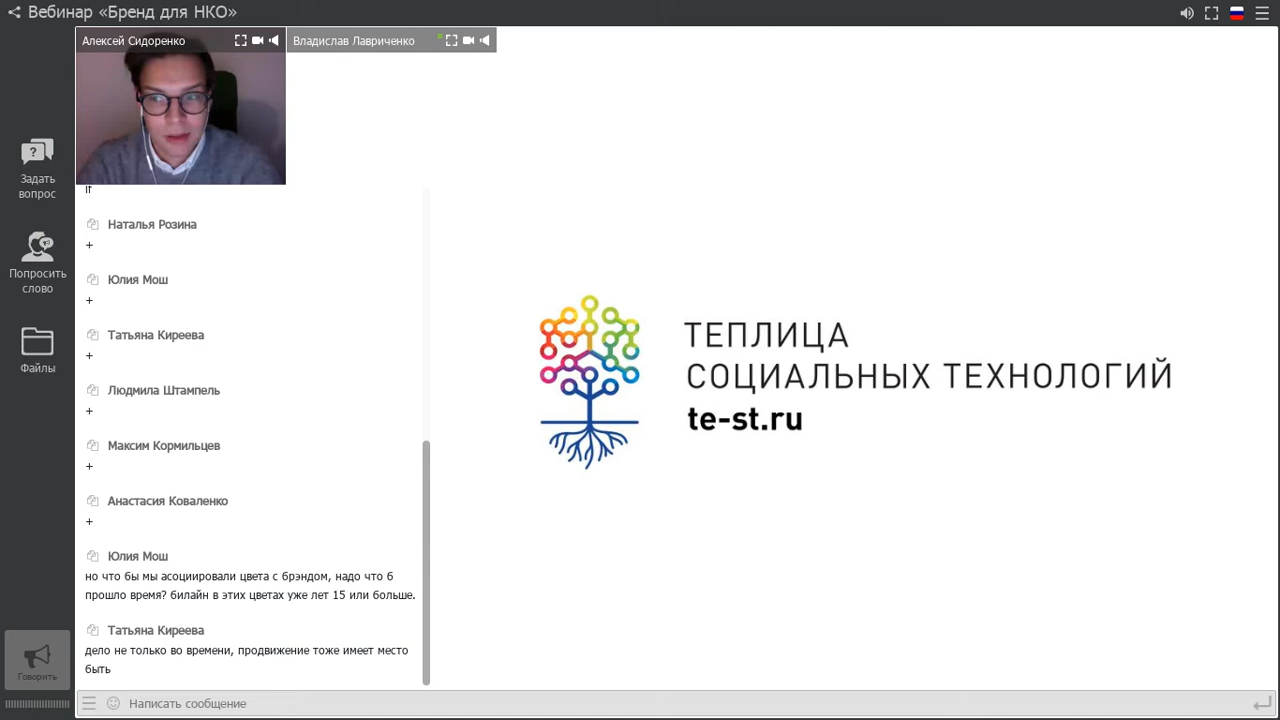 Вебинар «Бренд для НКО»
Алексей Сидоренко
Владислав Лавриченко
Задать
вопрос
Попросить
слово
Файлы
Говорить
Наталья Розина
+
Юлия Мош
+
Татьяна Киреева
+
Людмила Штампель
+
Максим Кормильцев
+
Анастасия Коваленко
+
Юлия Мош
но что бы мы асоциировали цвета с брэндом, надо что б
прошло время? билайн в этих цветах уже лет 15 или больше.
Татьяна Киреева
дело не только во времени, продвижение тоже имеет место
быть
Написать сообщение
ТЕПЛИЦА
СОЦИАЛЬНЫХ ТЕХНОЛОГИЙ
te-st.ru